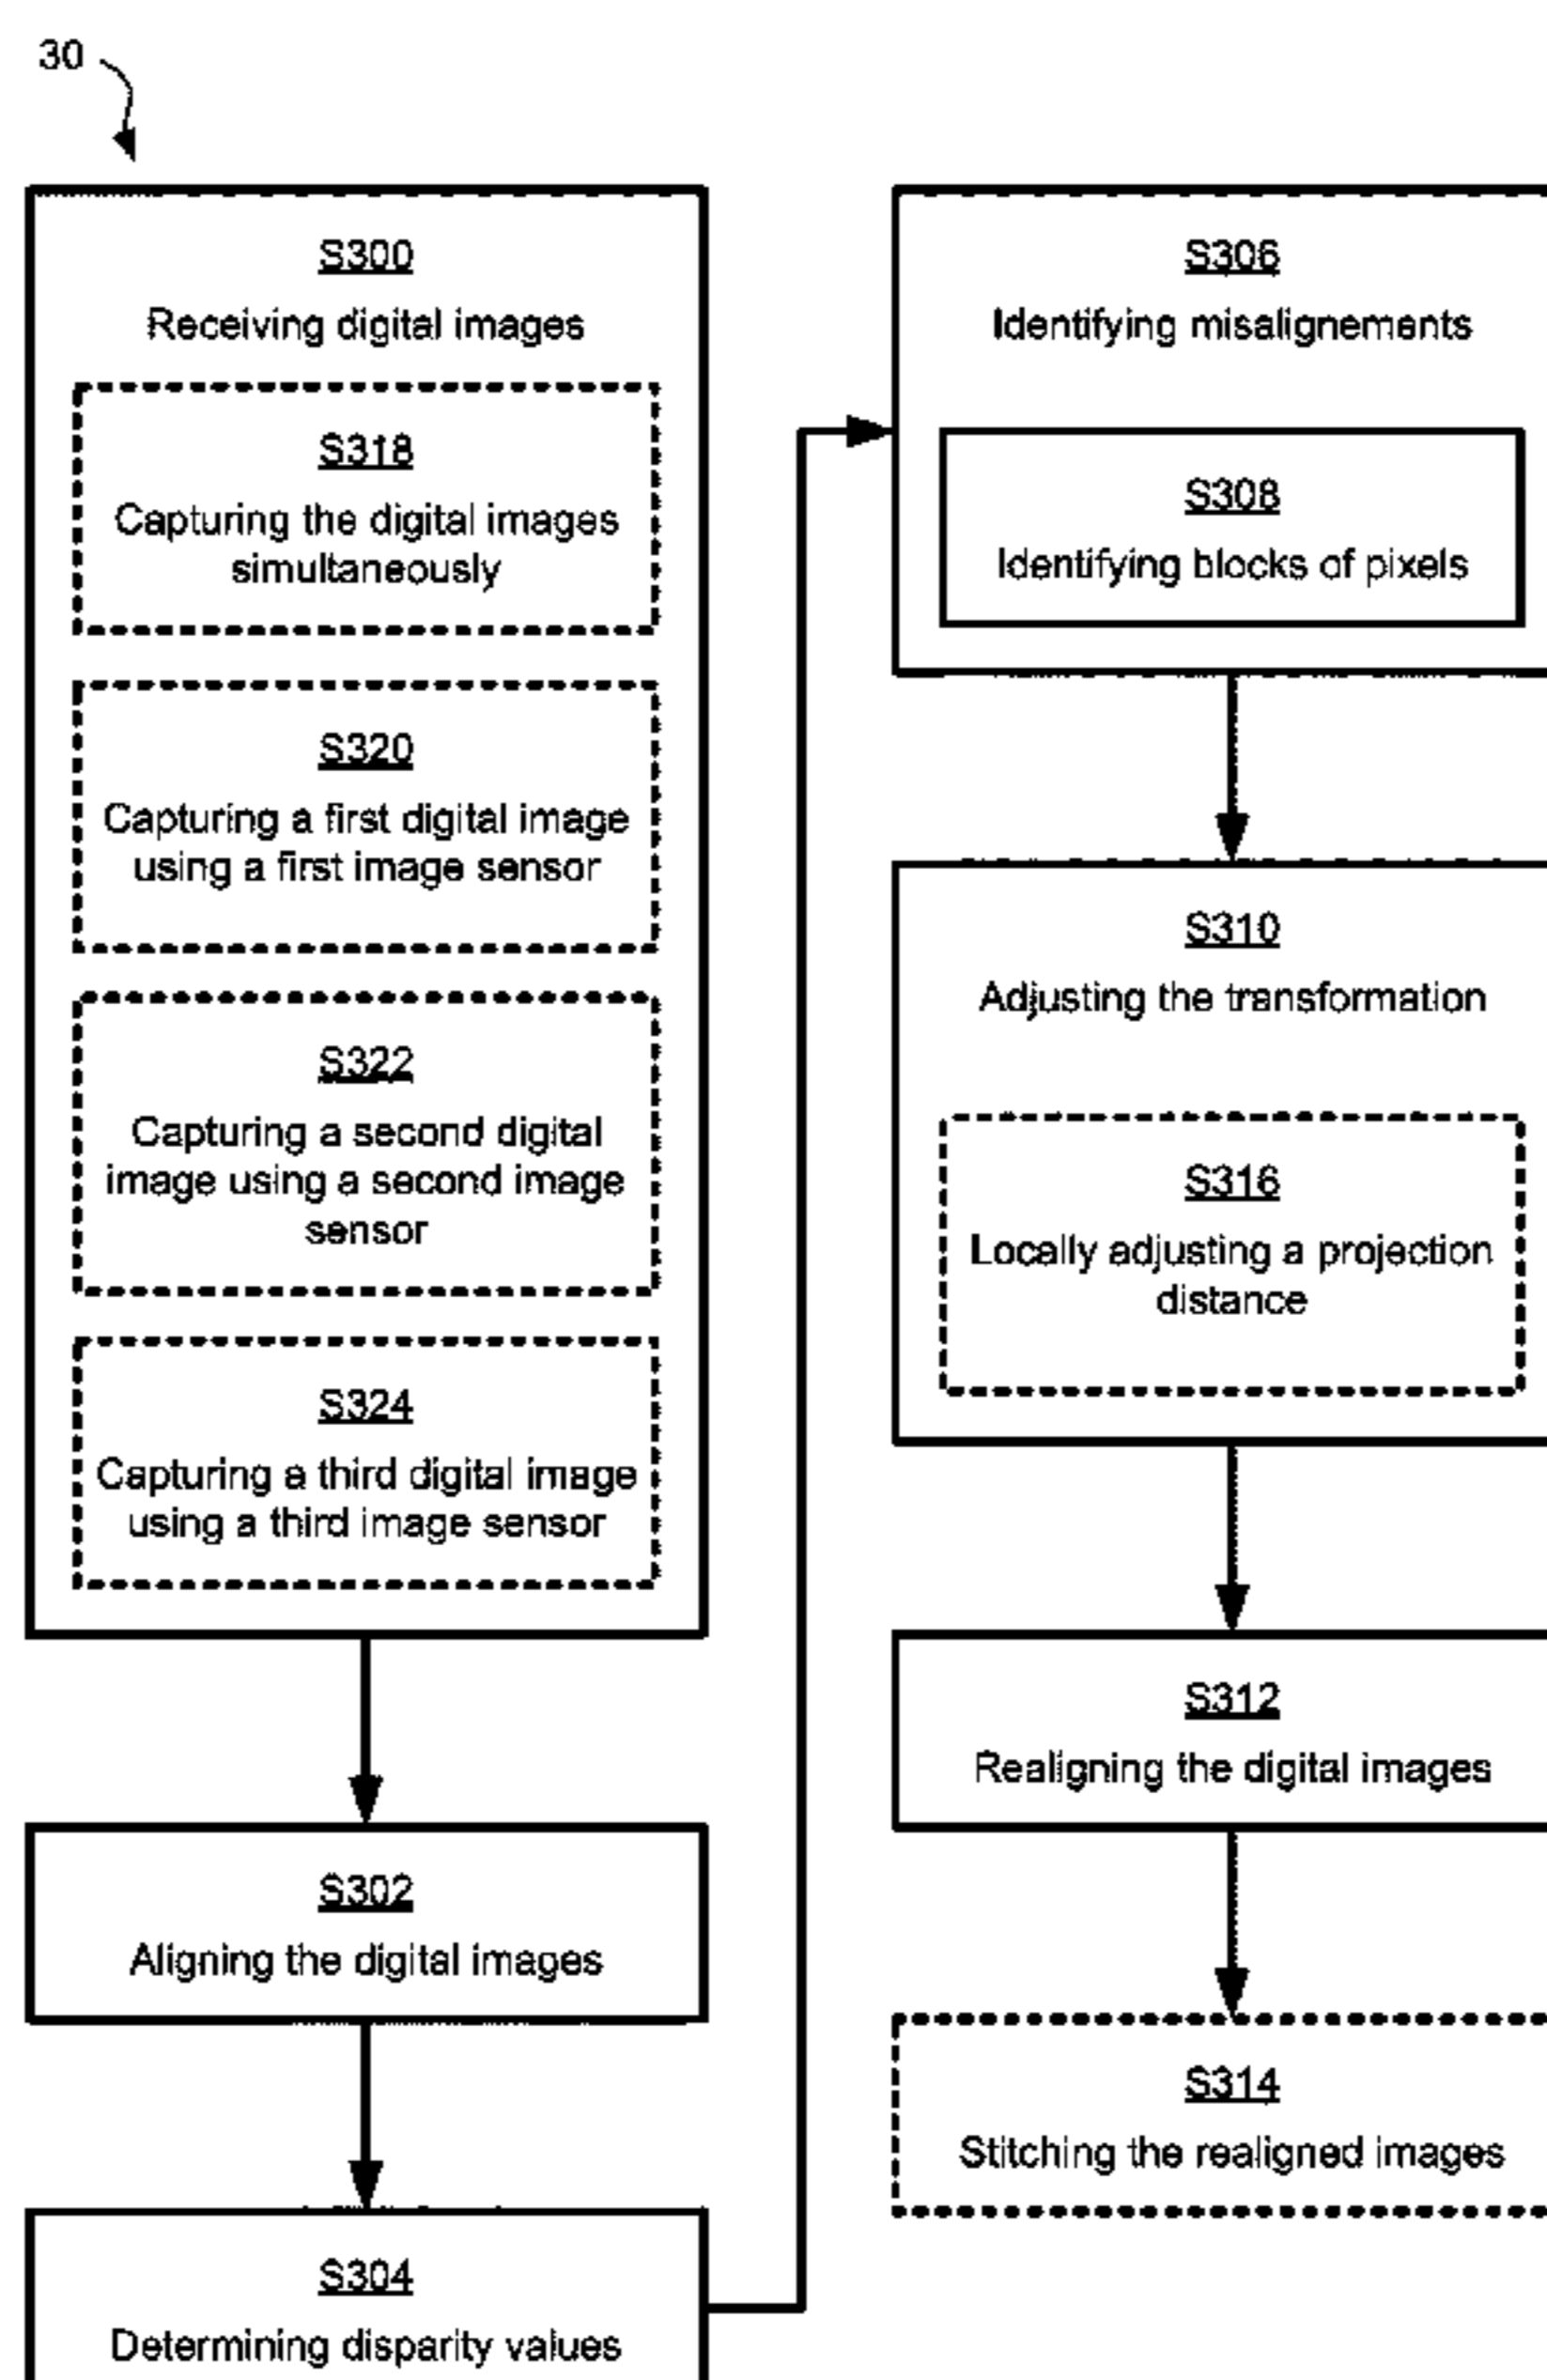 30
S300
Receiving digital images
S318
Capturing the digital images
simultaneously
S320
Capturing a first digital image
using a first image sensor
S322
Capturing a second digital
image using a second image
sensor
S324
Capturing a third digital image
using a third image sensor
S302
Aligning the digital images
S304
Determining disparity values
S306
Identifying misalignements
S308
Identifying blocks of pixels
S310
Adjusting the transformation
S316
Locally adjusting a projection
distance
S312
Realigning the digital images
S314
Stitching the realigned images